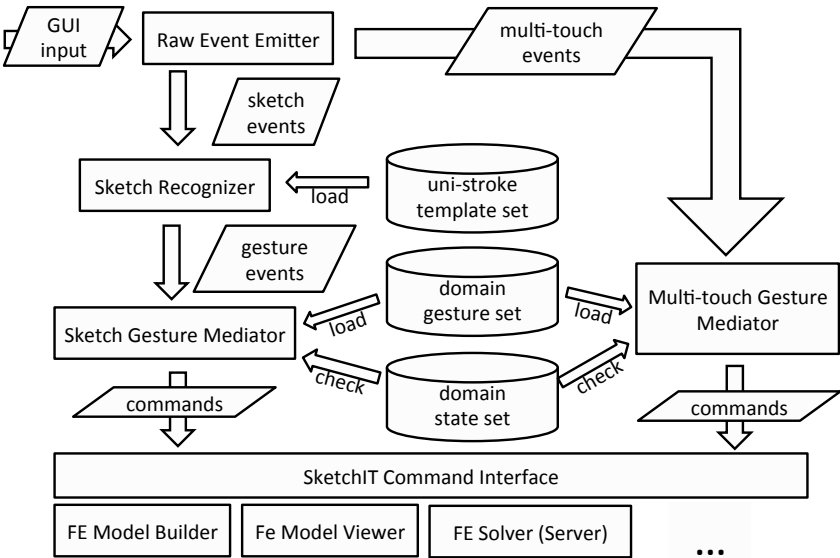 GUI
input
Raw Event Emitter
multi-touch
events
sketch
events
Sketch Recognizer
load
uni-stroke
template set
gesture
events
domain
gesture set
Multi-touch Gesture
Mediator
load
load
Sketch Gesture Mediator
check
check
domain
state set
commands
commands
SketchIT Command Interface
FE Model Builder
Fe Model Viewer
FE Solver (Server)
...